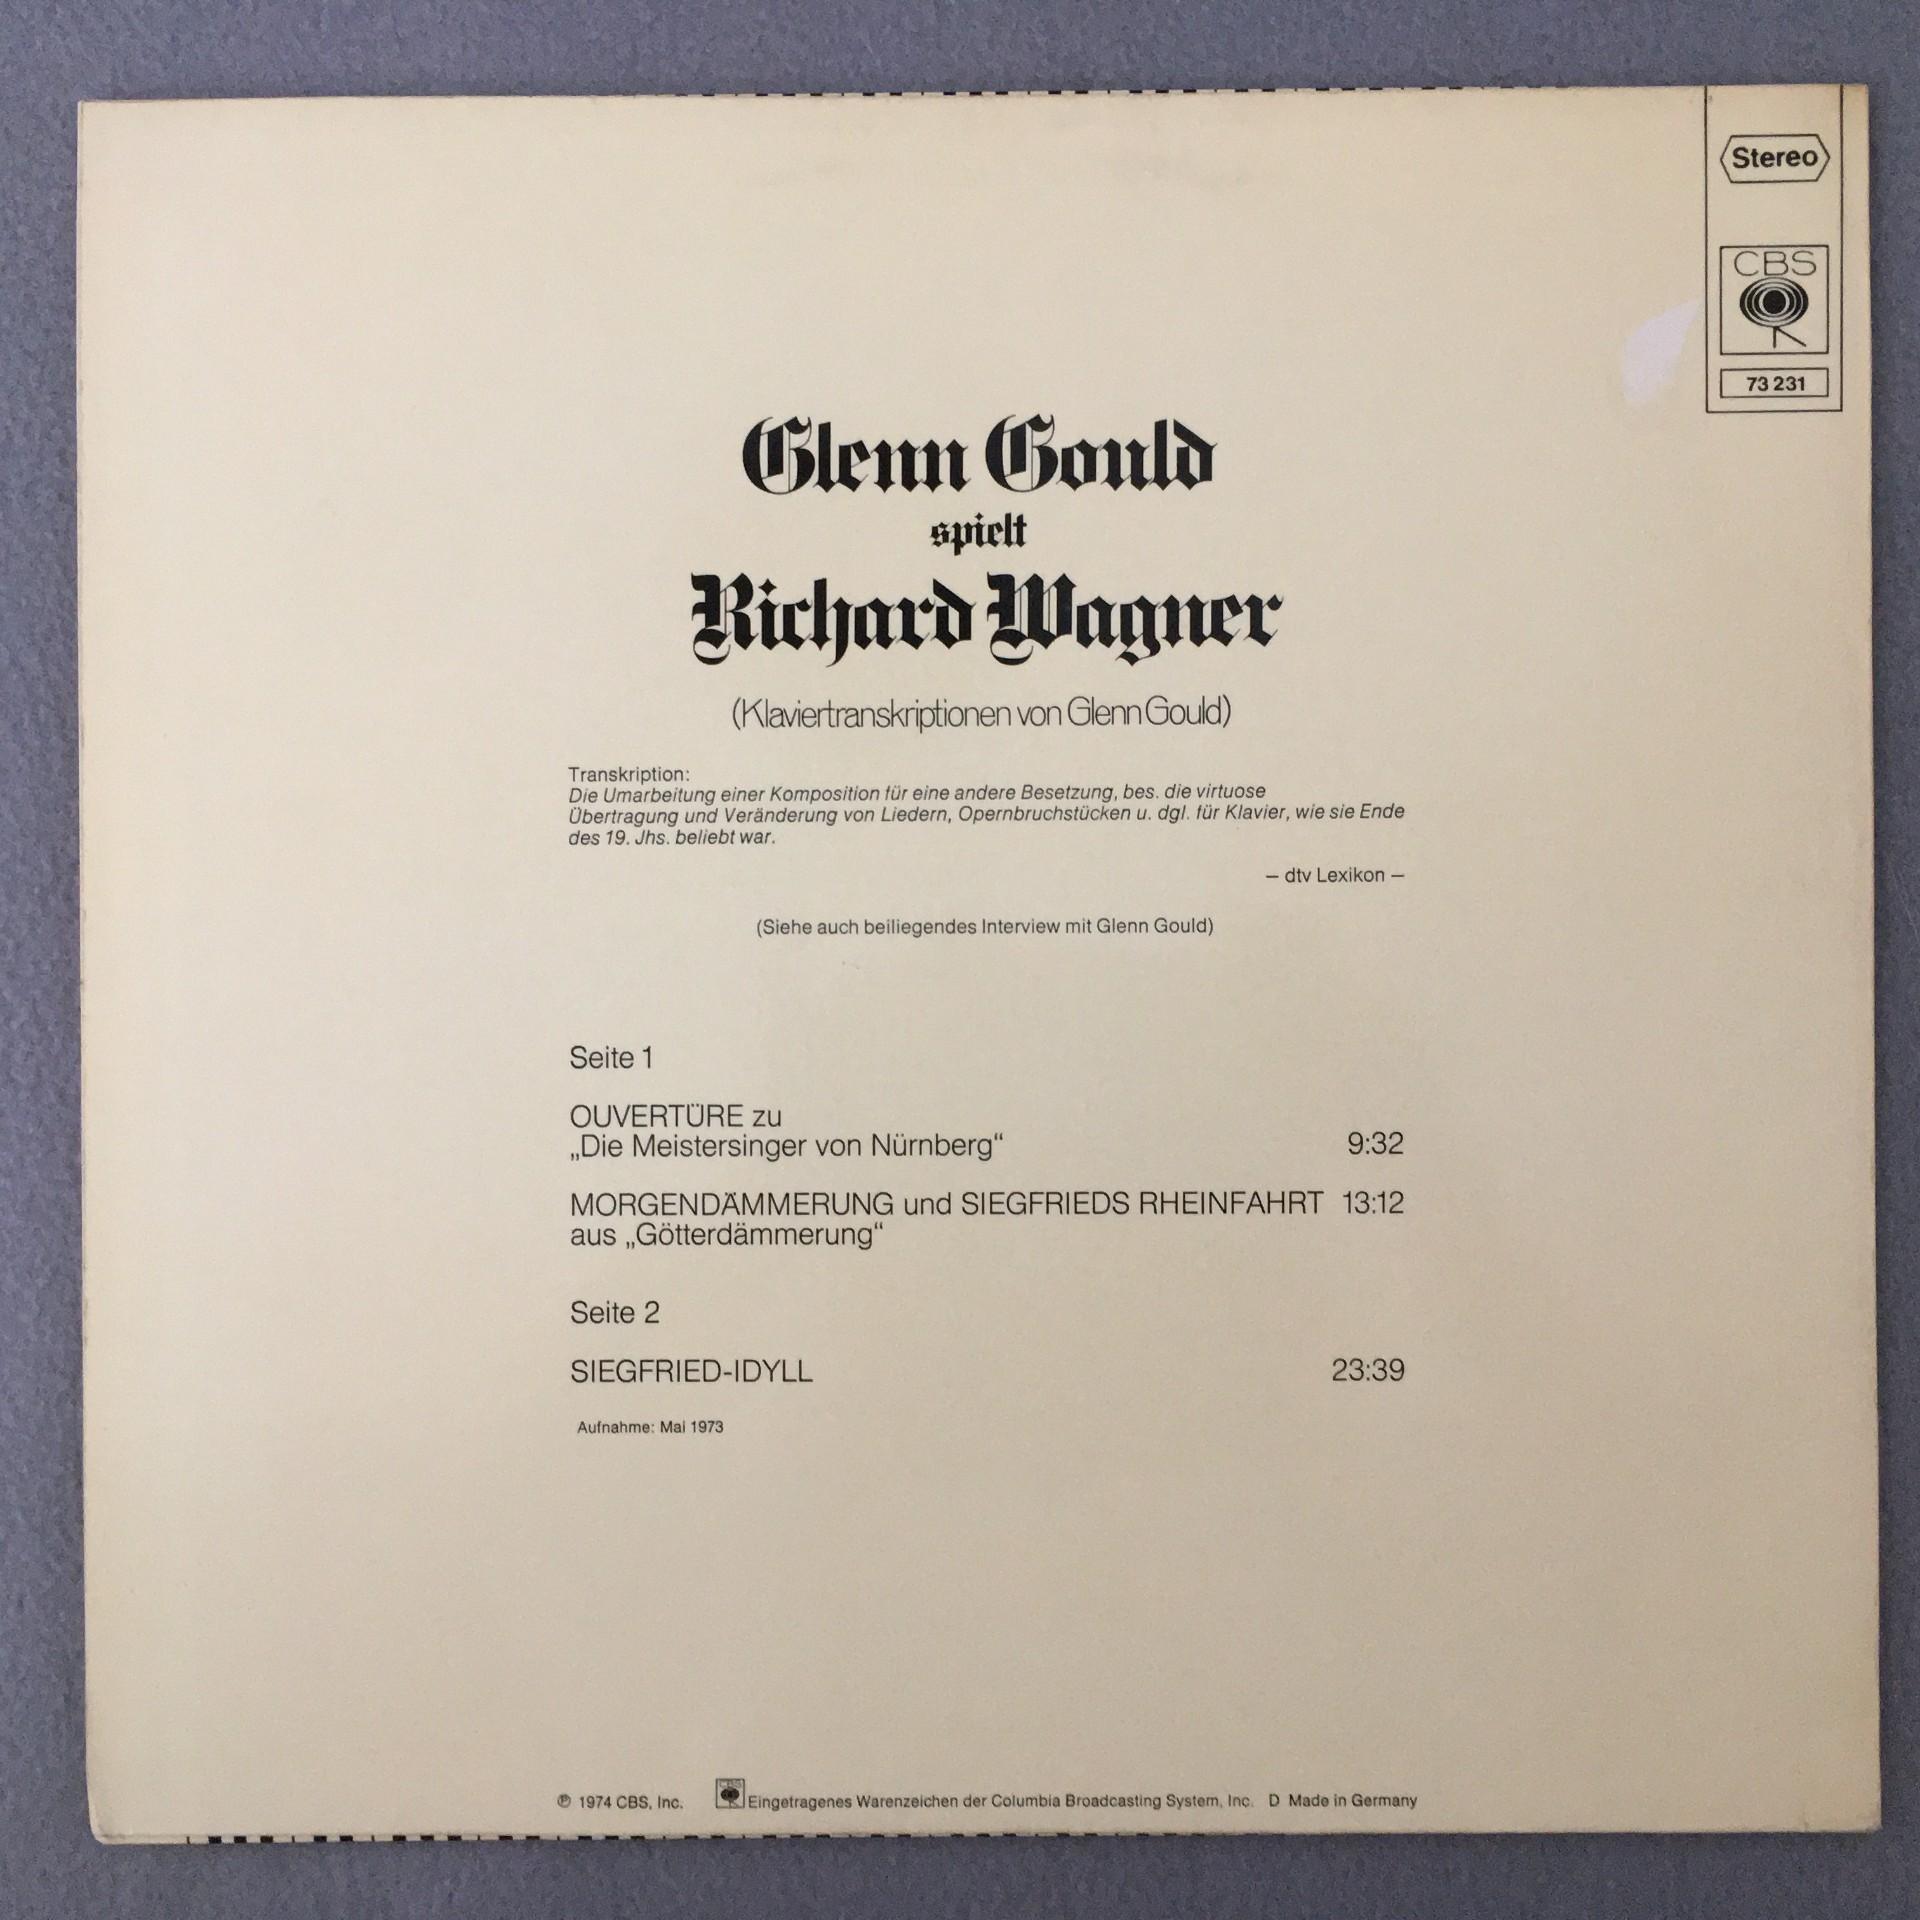 Stereo
CBS
73 231
Glenn Gould
spielt
Richard Wagner
(Klaviertranskriptionen von Glenn Gould)
Transkription:
Die Umarbeitung einer Komposition für eine andere Besetzung, bes. die virtuose
Übertragung und Veränderung von Liedern, Opernbruchstücken u. dgl. für Klavier, wie sie Ende
des 19. Jhs. beliebt war.
– dtv Lexikon –
(Siehe auch beiliegendes Interview mit Glenn Gould)
Seite 1
OUVERTÜRE zu
„Die Meistersinger von Nürnberg“ 9:32
MORGENDÄMMERUNG und SIEGFRIEDS RHEINFAHRT 13:12
aus „Götterdämmerung“
Seite 2
SIEGFRIED-IDYLL 23:39
Aufnahme: Mai 1973
℗ 1974 CBS, Inc. CBS Eingetragenes Warenzeichen der Columbia Broadcasting System, Inc. D Made in Germany